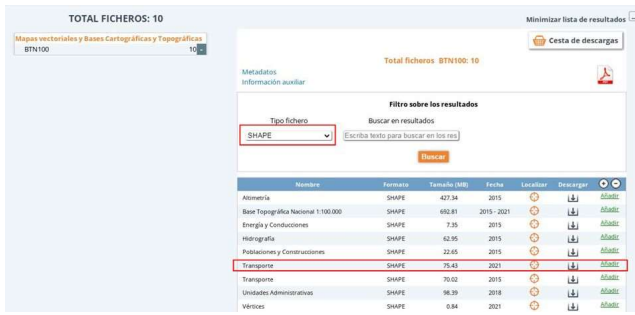 TOTAL FICHEROS: 10
Minimizar lista de resultados
Mapas vectoriales y Bases Cartográficas y Topográficas
BTN100 10 -
Cesta de descargas
Total ficheros BTN100: 10
Metadatos
Información auxiliar
Filtro sobre los resultados
Tipo fichero Buscar en resultados
SHAPE Escriba texto para buscar en los res
Buscar
Nombre Formato Tamaño (MB) Fecha Localizar Descargar + -
Altimetría SHAPE 427.34 2015 Añadir
Base Topográfica Nacional 1:100.000 SHAPE 692.81 2015 - 2021 Añadir
Energía y Conducciones SHAPE 7.35 2015 Añadir
Hidrografía SHAPE 62.95 2015 Añadir
Poblaciones y Construcciones SHAPE 22.65 2015 Añadir
Transporte SHAPE 75.43 2021 Añadir
Transporte SHAPE 70.02 2015 Añadir
Unidades Administrativas SHAPE 98.39 2018 Añadir
Vértices SHAPE 0.84 2021 Añadir